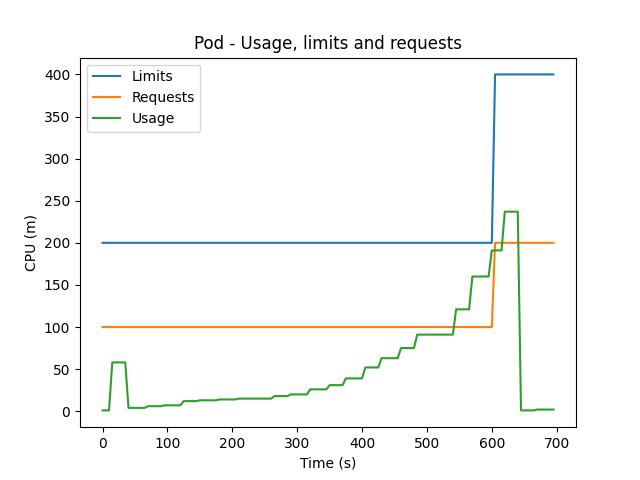 Pod - Usage, limits and requests
Limits
Requests
Usage
400
350
300
250
200
150
100
50
0
CPU (m)
0 100 200 300 400 500 600 700
Time (s)